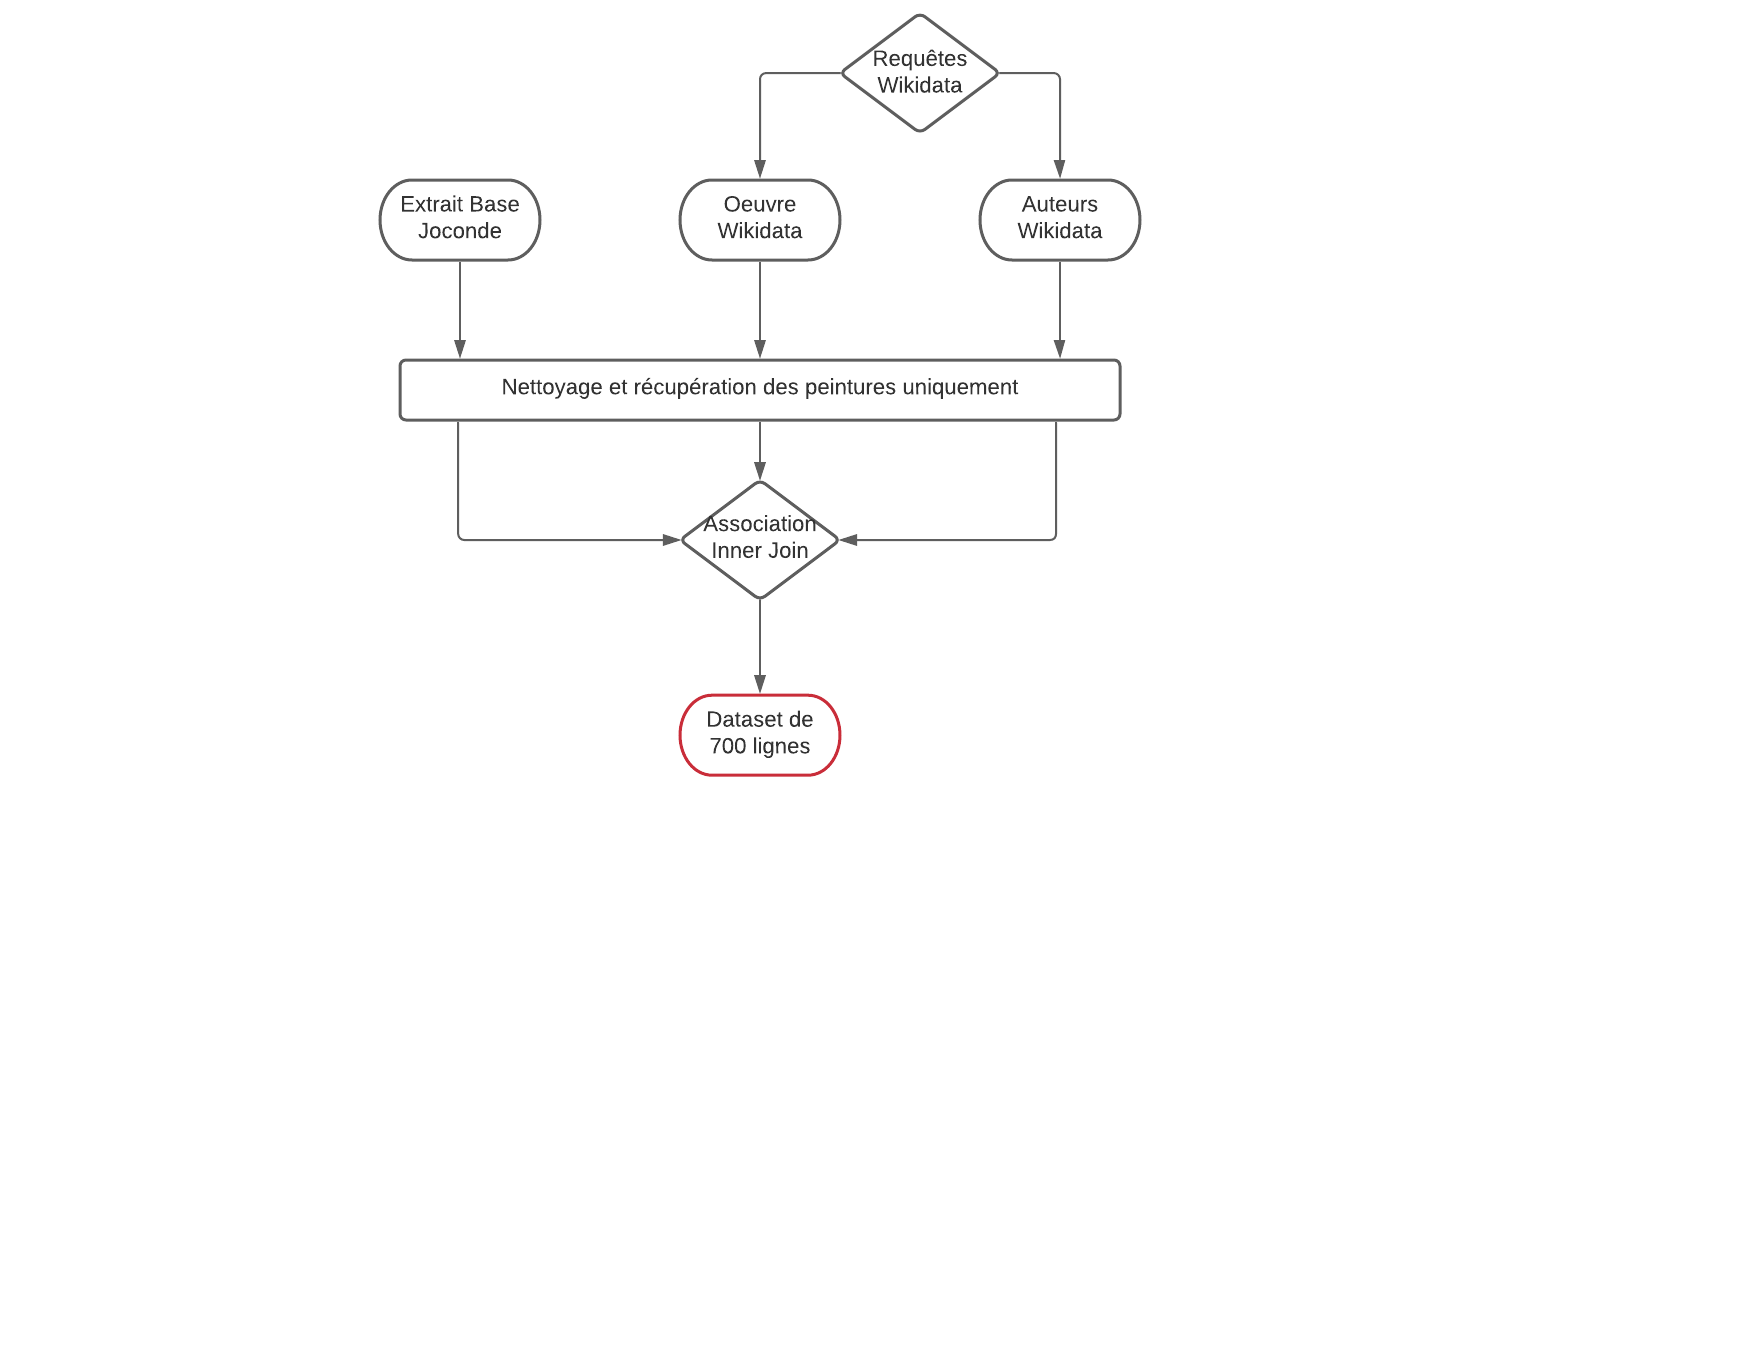 Requêtes
Wikidata
Extrait Base
Joconde
Oeuvre
Wikidata
Auteurs
Wikidata
Nettoyage et récupération des peintures uniquement
Association
Inner Join
Dataset de
700 lignes